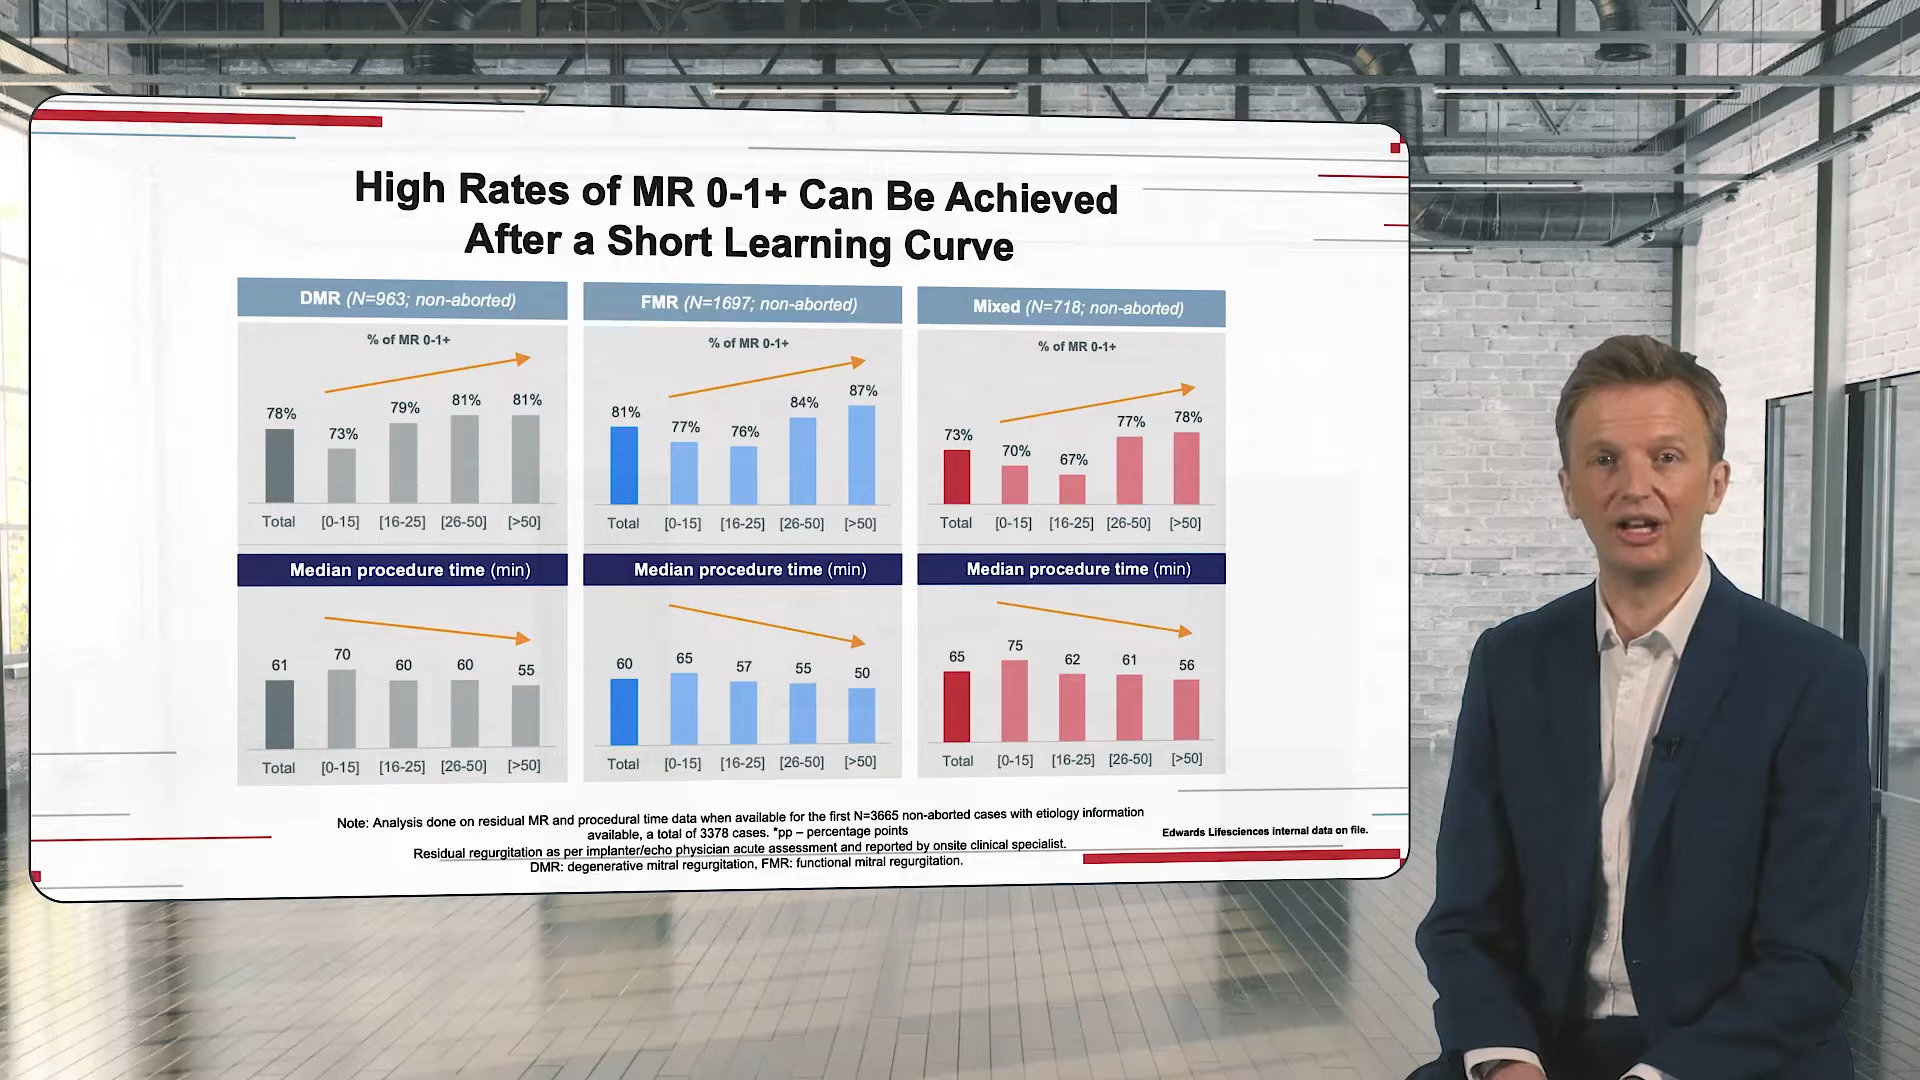 High Rates of MR 0-1+ Can Be Achieved
After a Short Learning Curve
DMR (N=963; non-aborted)
% of MR 0-1+
78%
73%
79%
81%
81%
Total [0-15] [16-25] [26-50] [>50]
Median procedure time (min)
61
70
60
60
55
Total [0-15] [16-25] [26-50] [>50]
FMR (N=1697; non-aborted)
% of MR 0-1+
81%
77%
76%
84%
87%
Total [0-15] [16-25] [26-50] [>50]
Median procedure time (min)
60
65
57
55
50
Total [0-15] [16-25] [26-50] [>50]
Mixed (N=718; non-aborted)
% of MR 0-1+
73%
70%
67%
77%
78%
Total [0-15] [16-25] [26-50] [>50]
Median procedure time (min)
65
75
62
61
56
Total [0-15] [16-25] [26-50] [>50]
Note: Analysis done on residual MR and procedural time data when available for the first N=3665 non-aborted cases with etiology information
available, a total of 3378 cases. *pp – percentage points
Residual regurgitation as per implanter/echo physician acute assessment and reported by onsite clinical specialist.
DMR: degenerative mitral regurgitation, FMR: functional mitral regurgitation.
Edwards Lifesciences internal data on file.